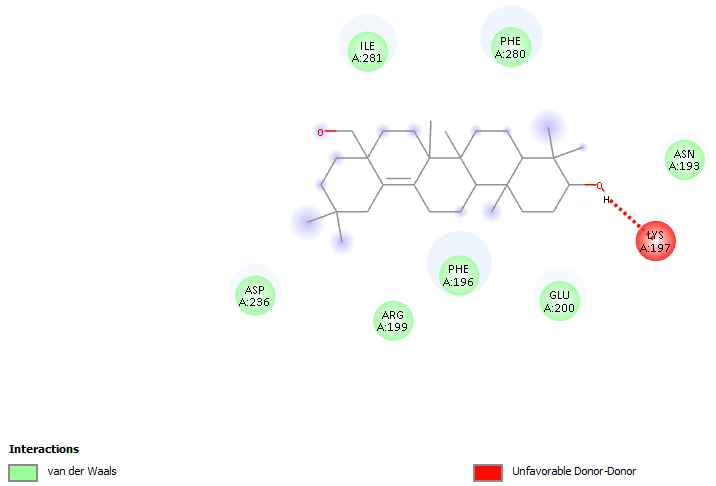 ILE
A:281
PHE
A:280
O
ASN
A:193
O
H
LYS
A:197
PHE
A:196
ASP
A:236
GLU
A:200
ARG
A:199
Interactions
van der Waals
Unfavorable Donor-Donor